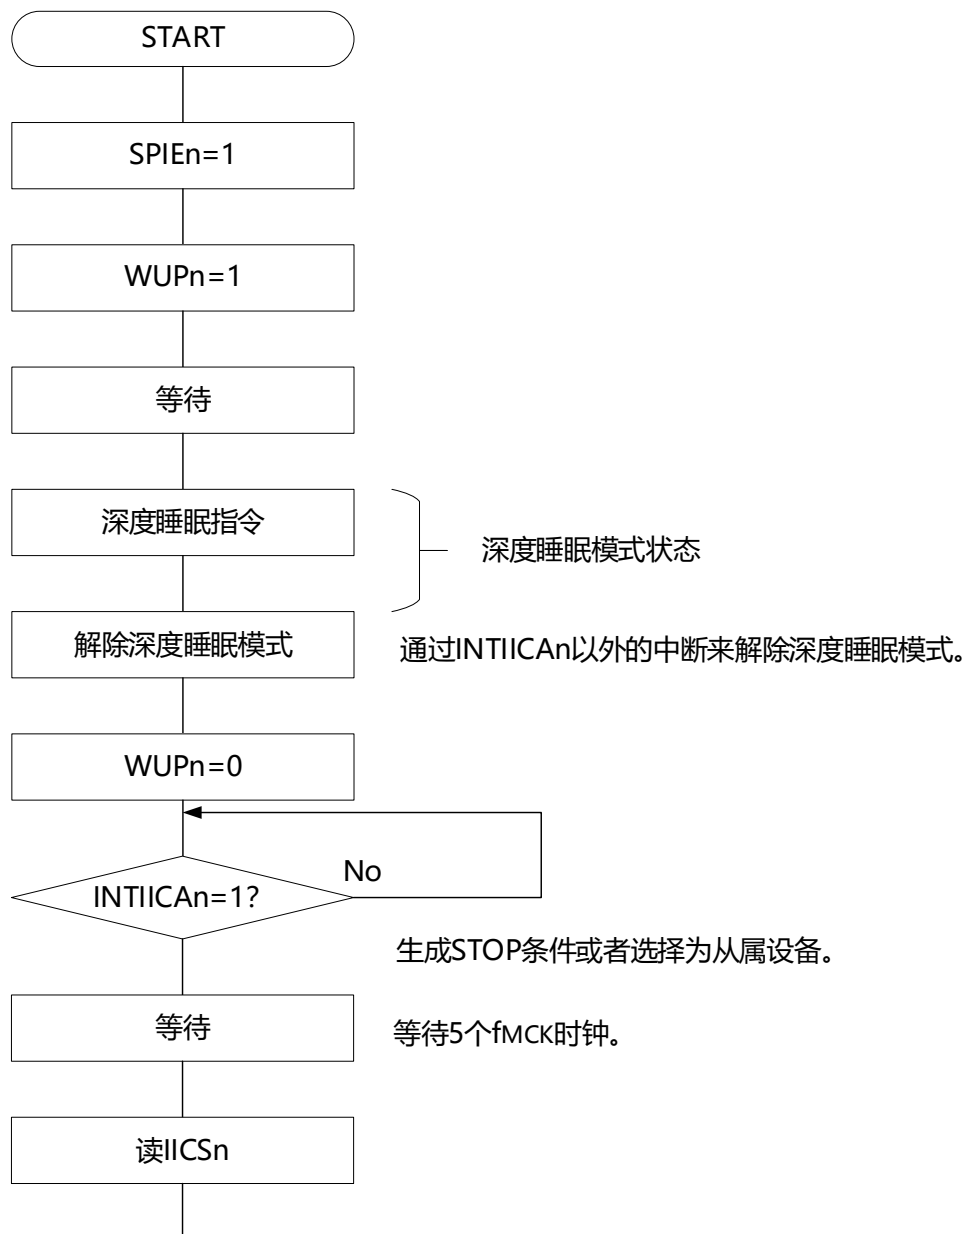 START
SPIEn=1
WUPn=1
等待
深度睡眠指令
深度睡眠模式状态
解除深度睡眠模式
通过INTIICAn以外的中断来解除深度睡眠模式。
WUPn=0
No
INTIICAn=1?
生成STOP条件或者选择为从属设备。
等待
等待5个fMCK时钟。
读IICSn